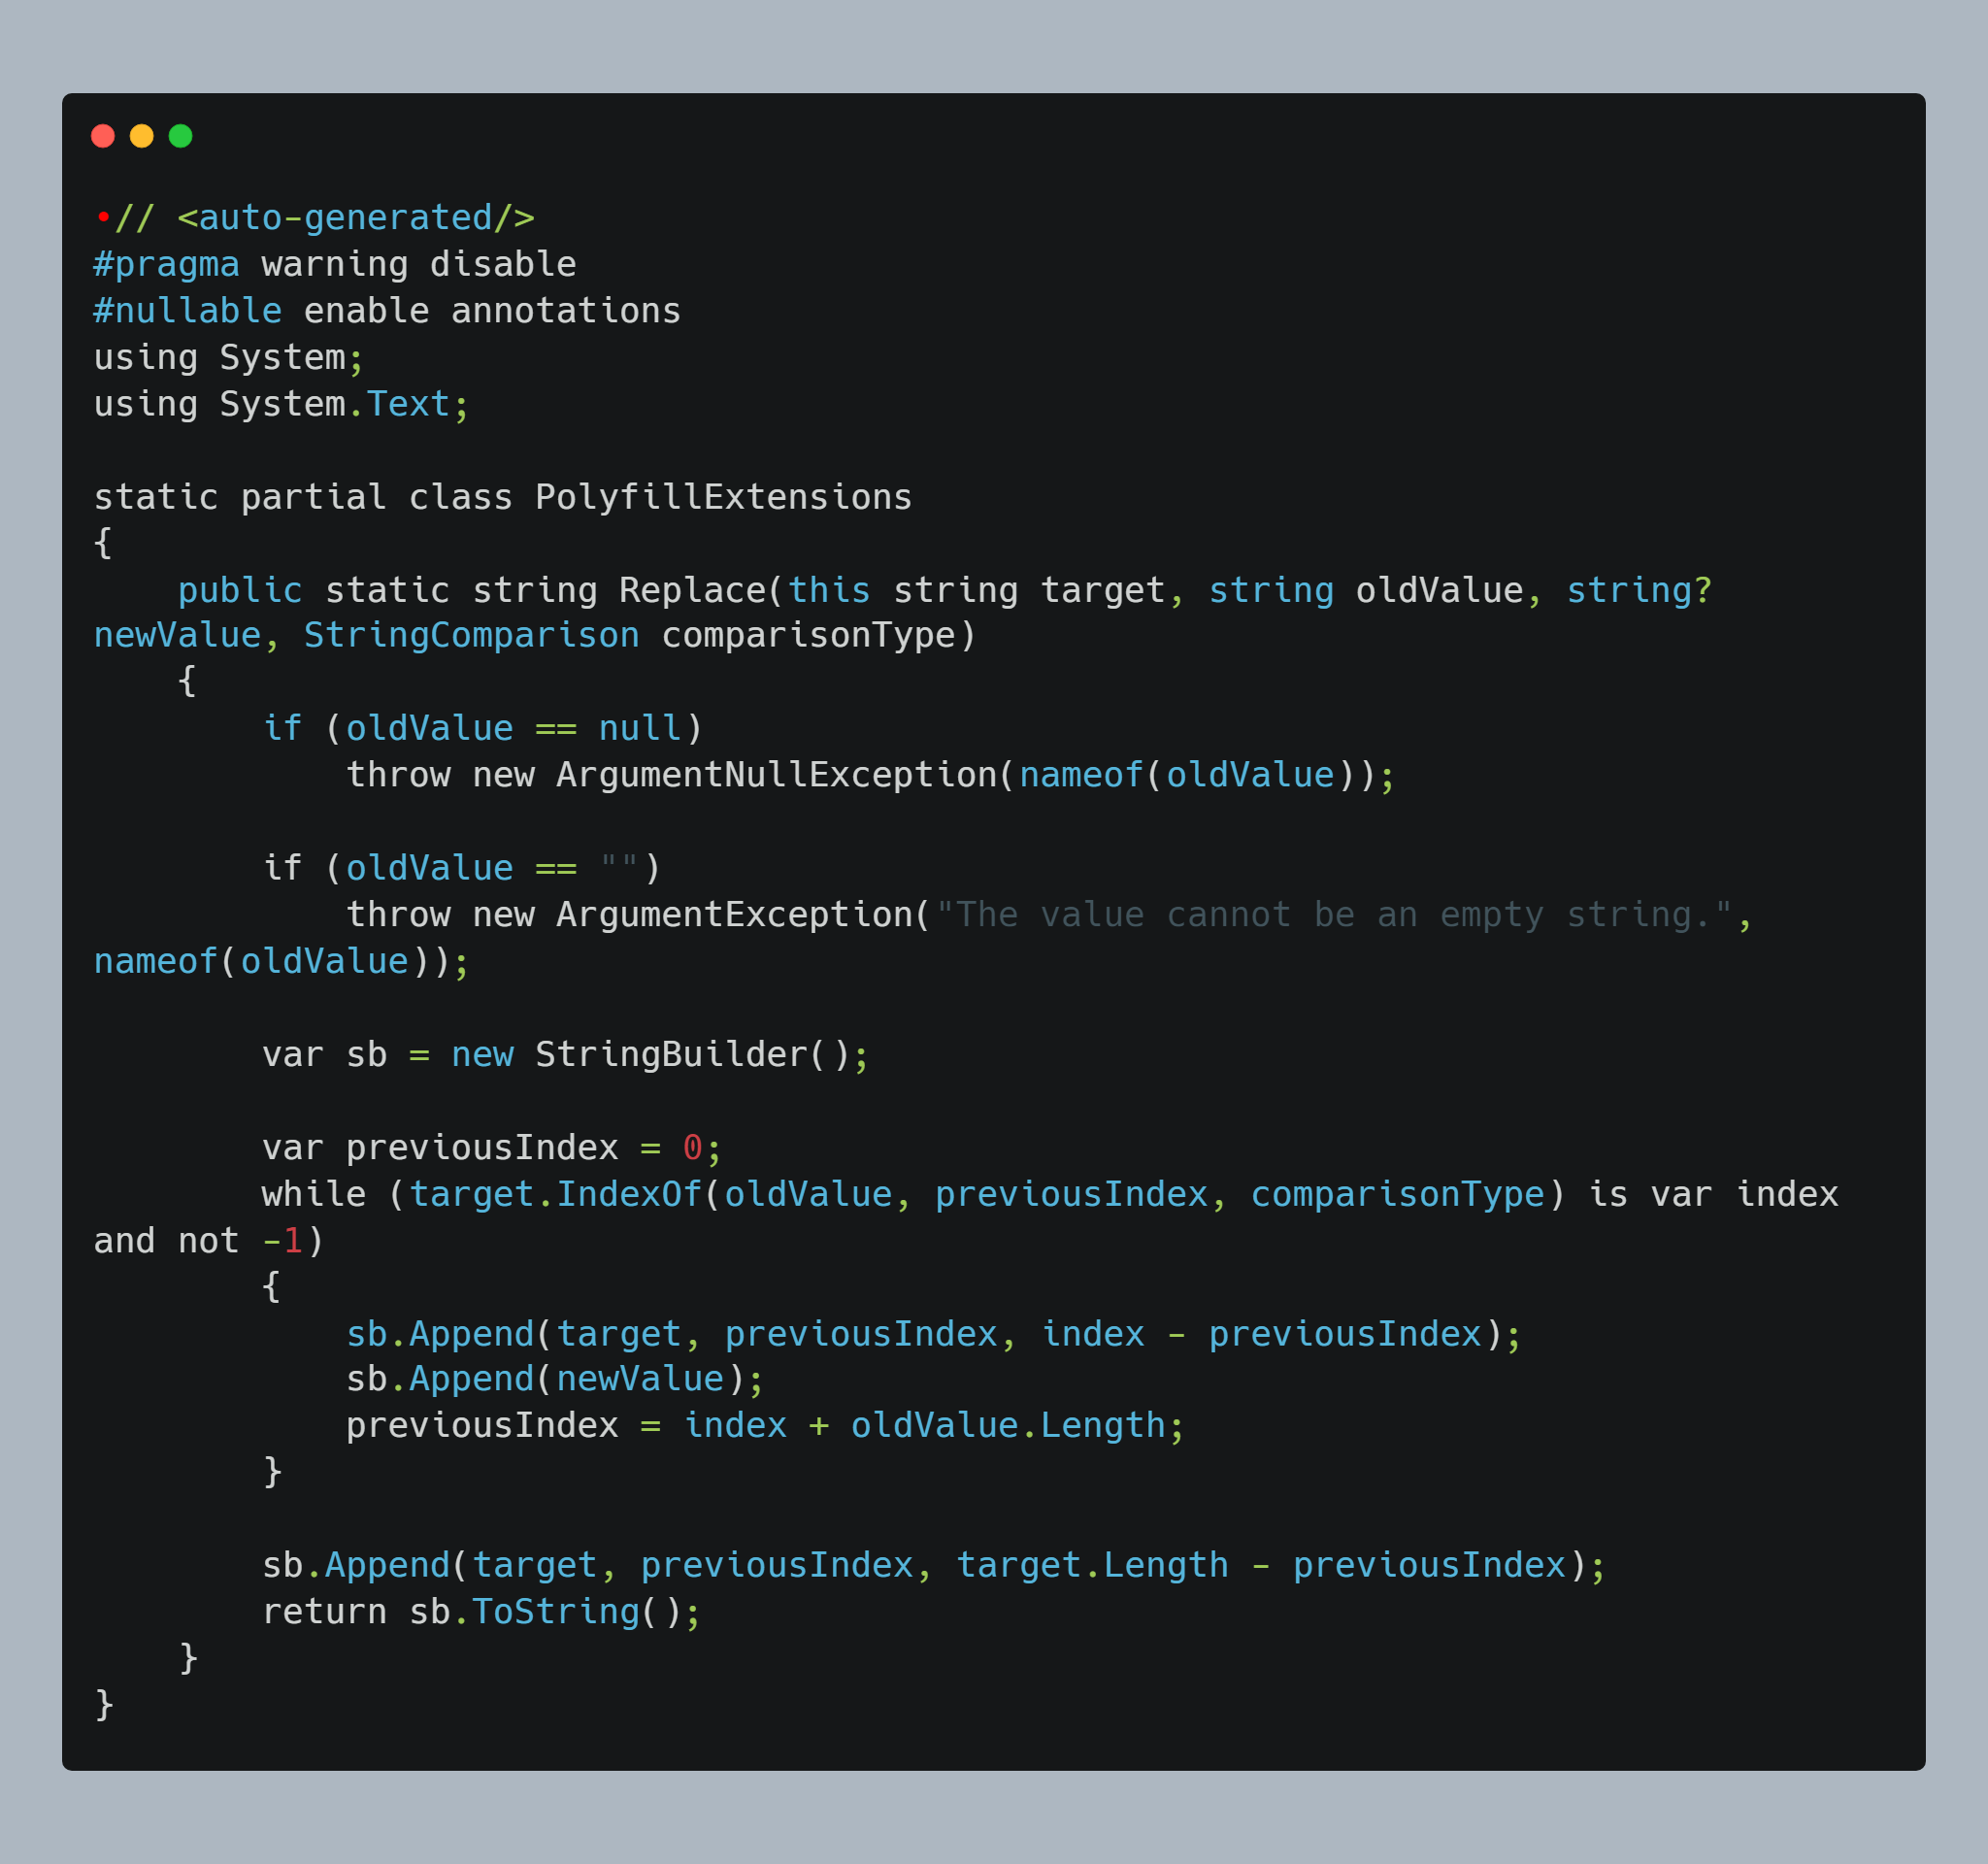 •// <auto-generated/>
#pragma warning disable
#nullable enable annotations
using System;
using System.Text;

static partial class PolyfillExtensions
{
    public static string Replace(this string target, string oldValue, string?
newValue, StringComparison comparisonType)
    {
        if (oldValue == null)
            throw new ArgumentNullException(nameof(oldValue));

        if (oldValue == "")
            throw new ArgumentException("The value cannot be an empty string.",
nameof(oldValue));

        var sb = new StringBuilder();

        var previousIndex = 0;
        while (target.IndexOf(oldValue, previousIndex, comparisonType) is var index
and not -1)
        {
            sb.Append(target, previousIndex, index - previousIndex);
            sb.Append(newValue);
            previousIndex = index + oldValue.Length;
        }

        sb.Append(target, previousIndex, target.Length - previousIndex);
        return sb.ToString();
    }
}